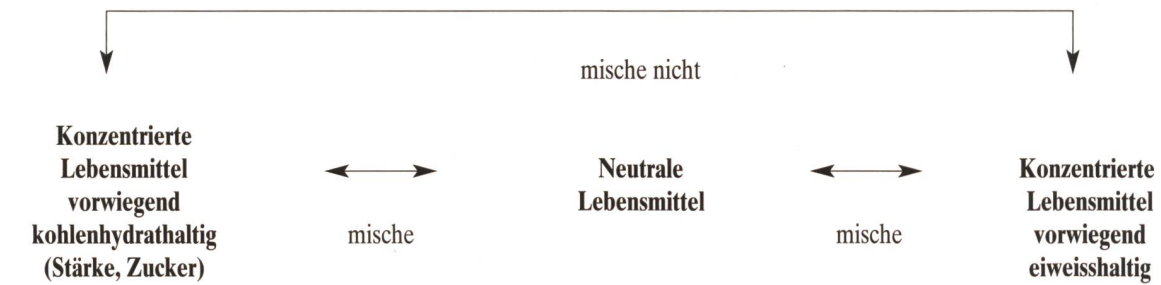 mische nicht
Konzentrierte
Lebensmittel
vorwiegend
kohlenhydrathaltig
(Stärke, Zucker)
mische
Neutrale
Lebensmittel
mische
Konzentrierte
Lebensmittel
vorwiegend
eiweisshaltig